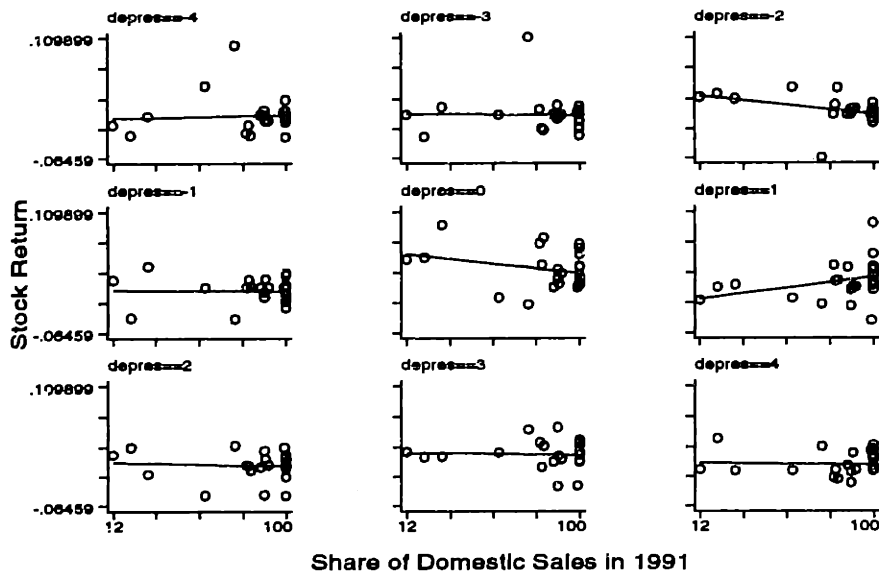 depres==-4
depres==-3
depres==-2
.109899
-.06459
depres==-1
depres==0
depres==1
.109899
-.06459
depres==2
depres==3
depres==4
.109899
-.06459
12 100 12 100 12 100
Stock Return
Share of Domestic Sales in 1991